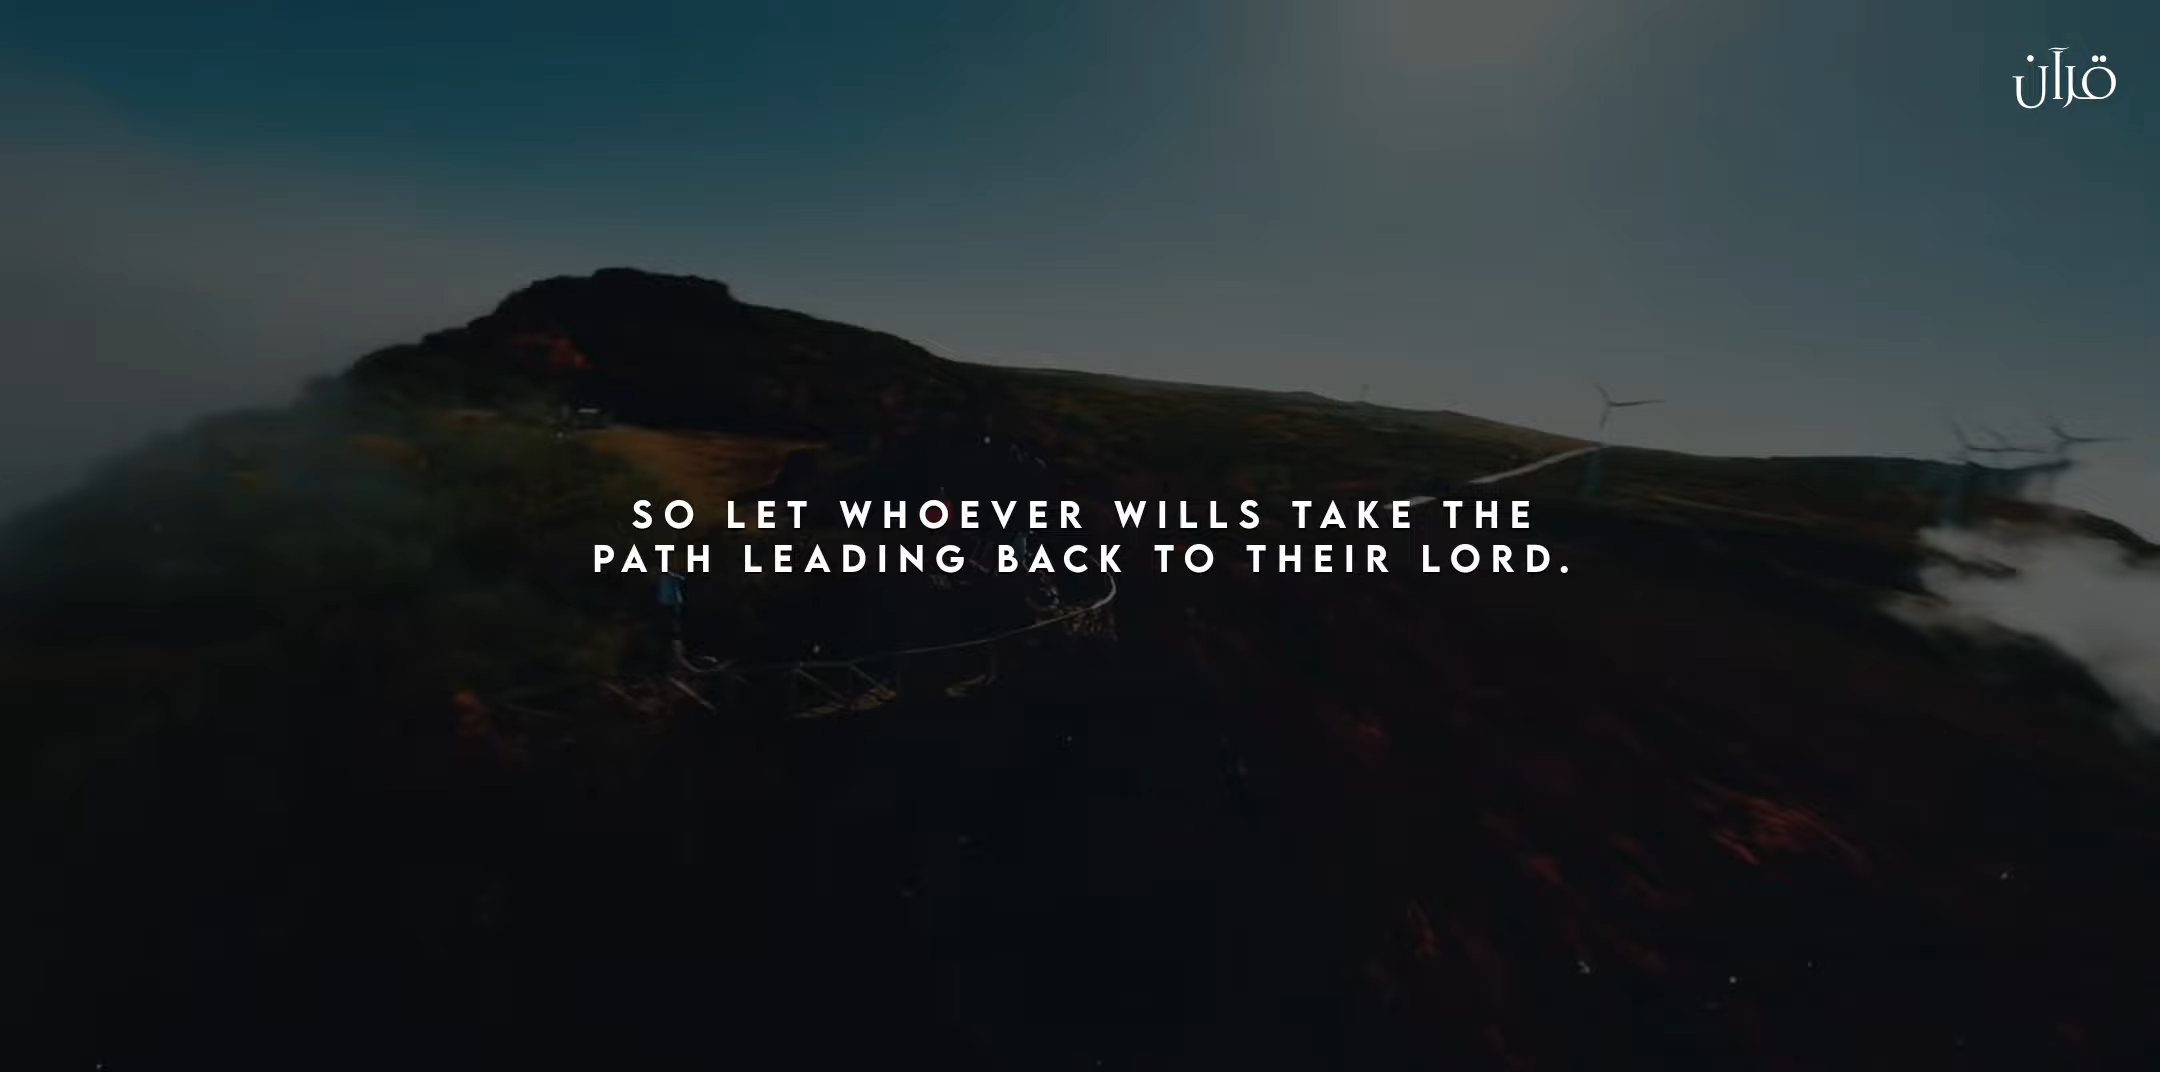 قرآن
SO LET WHOEVER WILLS TAKE THE
PATH LEADING BACK TO THEIR LORD.